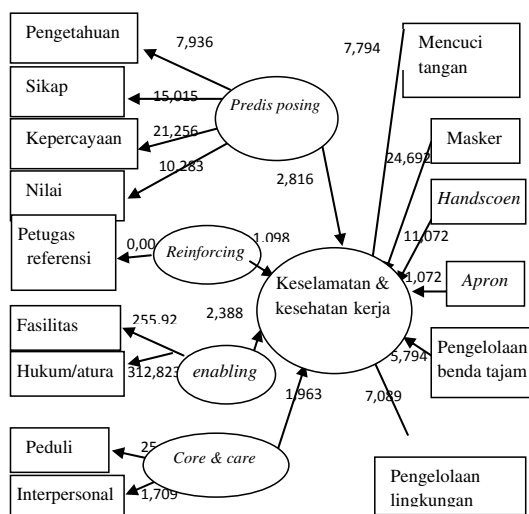 Pengetahuan
7,936
Sikap
15,015
Kepercayaan
21,256
Nilai
10,283
Predis posing
2,816
Petugas
referensi
0,00
Reinforcing
1,098
Fasilitas
255.92
Hukum/atura
312,823
enabling
2,388
Peduli
25
Interpersonal
1,709
Core & care
1,963
Keselamatan &
kesehatan kerja
7,794
Mencuci
tangan
24,692
Masker
11,072
Handscoen
1,072
Apron
5,794
Pengelolaan
benda tajam
7,089
Pengelolaan
lingkungan